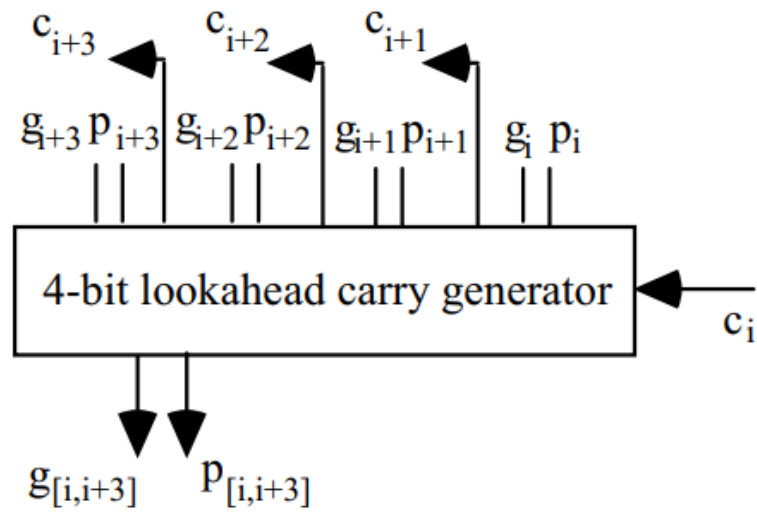 c_{i+3} c_{i+2} c_{i+1}
g_{i+3} p_{i+3} g_{i+2} p_{i+2} g_{i+1} p_{i+1} g_i p_i
4-bit lookahead carry generator
c_i
g_{[i,i+3]} p_{[i,i+3]}